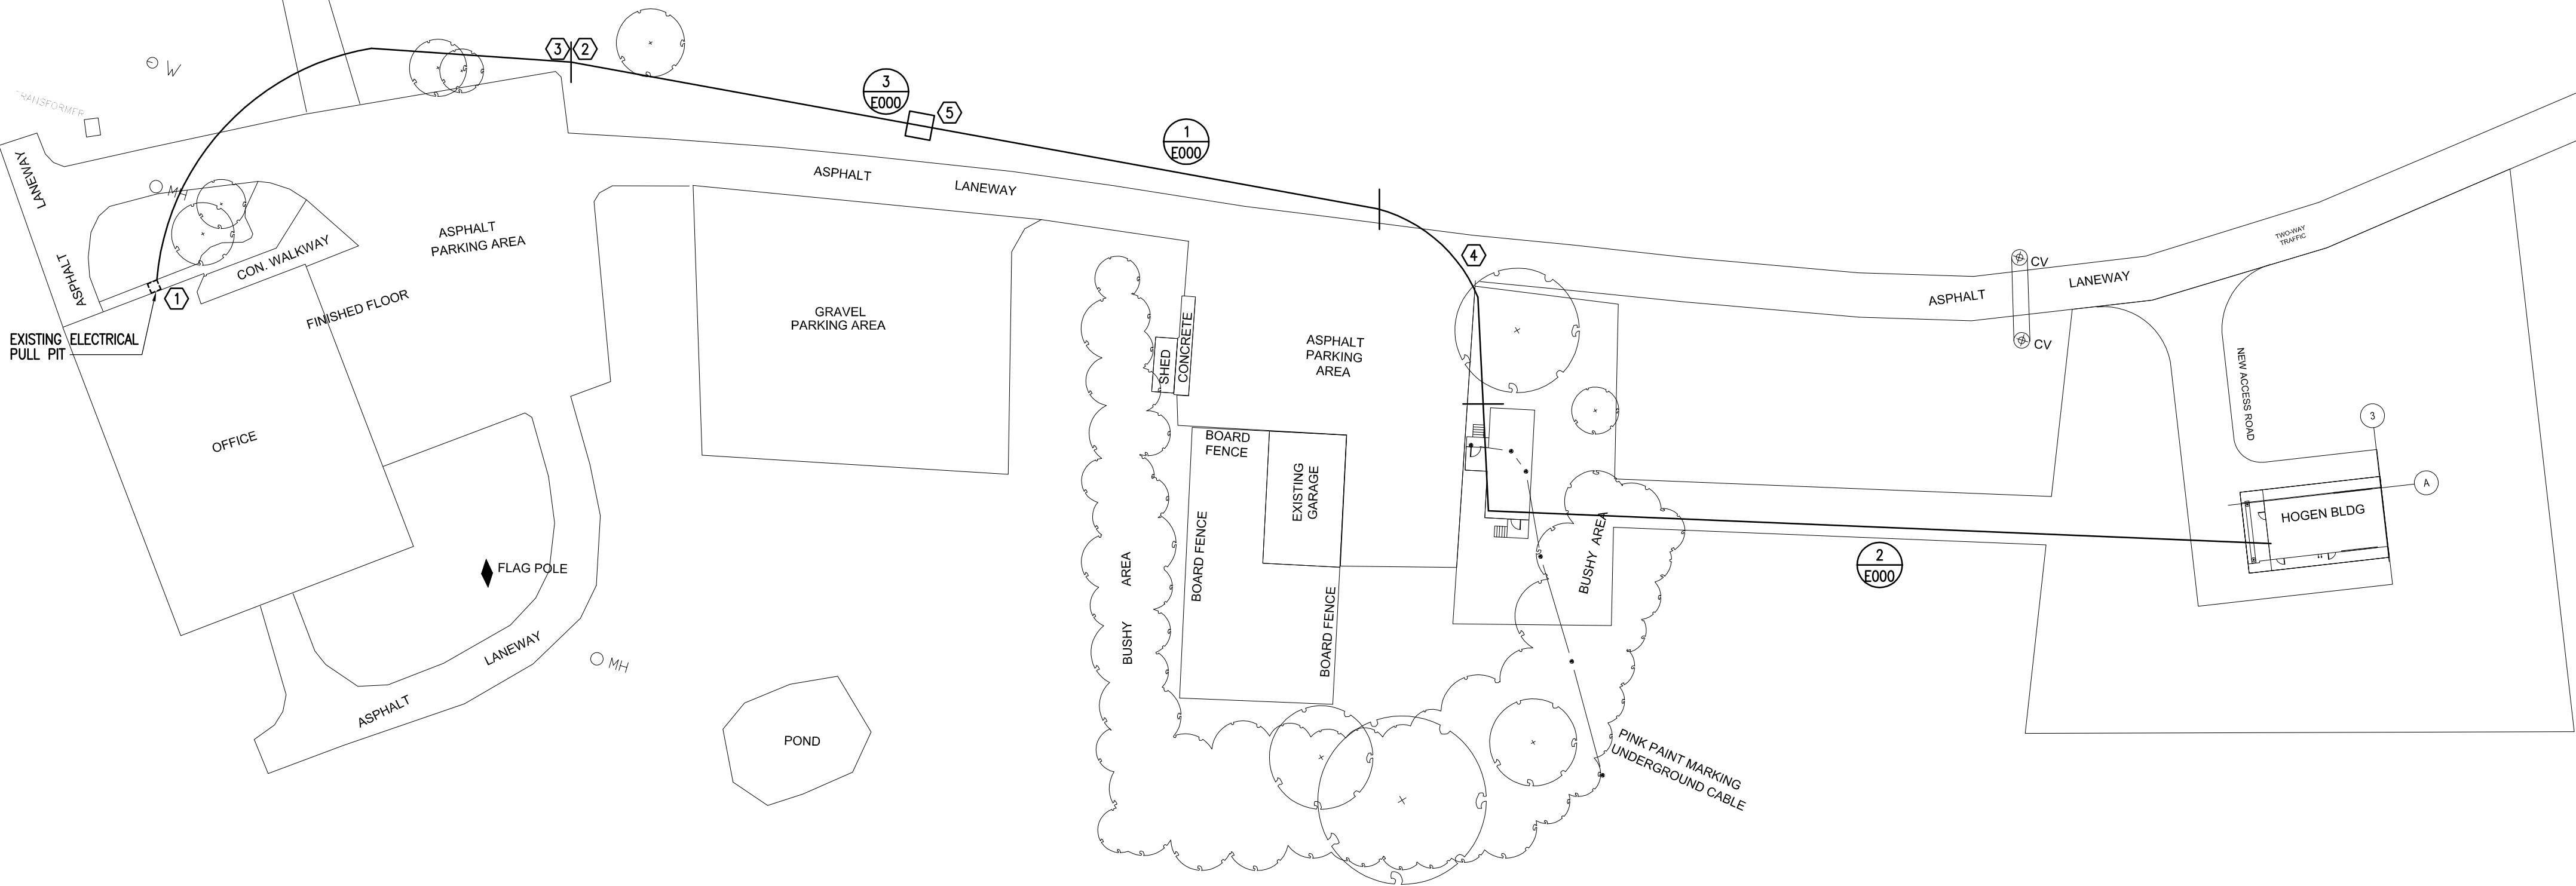 3
2
W
3
E000
5
TRANSFORMER
1
E000
LANEWAY
MH
ASPHALT
LANEWAY
ASPHALT
PARKING AREA
CON. WALKWAY
4
TWO-WAY
TRAFFIC
CV
ASPHALT
LANEWAY
CV
ASPHALT
1
FINISHED FLOOR
EXISTING ELECTRICAL
PULL PIT
GRAVEL
PARKING AREA
SHED
CONCRETE
ASPHALT
PARKING
AREA
NEW ACCESS ROAD
3
OFFICE
BOARD
FENCE
EXISTING
GARAGE
A
HOGEN BLDG
BOARD FENCE
BUSHY AREA
BUSHY AREA
2
E000
FLAG POLE
BOARD FENCE
LANEWAY
MH
ASPHALT
POND
PINK PAINT MARKING
UNDERGROUND CABLE